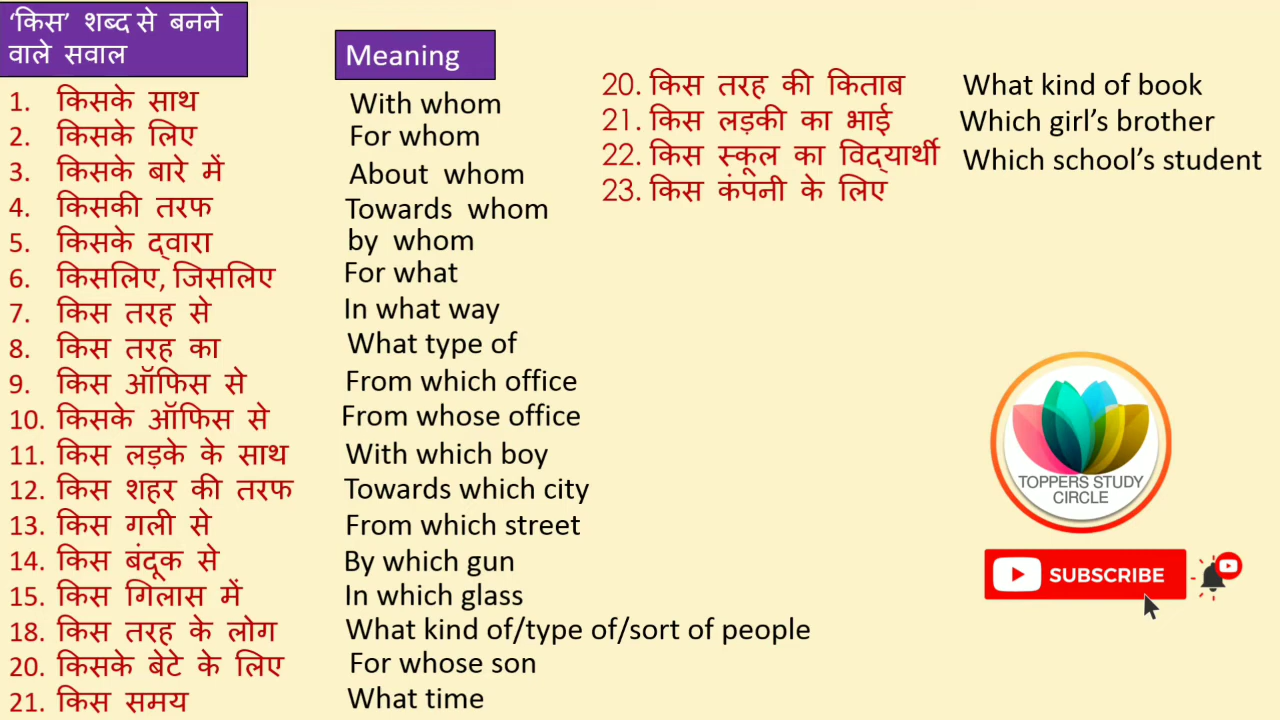 ‘किस’ शब्द से बनने
वाले सवाल
Meaning
1. किसके साथ With whom
2. किसके लिए For whom
3. किसके बारे में About whom
4. किसकी तरफ Towards whom
5. किसके द्वारा by whom
6. किसलिए, जिसलिए For what
7. किस तरह से In what way
8. किस तरह का What type of
9. किस ऑफिस से From which office
10. किसके ऑफिस से From whose office
11. किस लड़के के साथ With which boy
12. किस शहर की तरफ Towards which city
13. किस गली से From which street
14. किस बंदूक से By which gun
15. किस गिलास में In which glass
18. किस तरह के लोग What kind of/type of/sort of people
20. किसके बेटे के लिए For whose son
21. किस समय What time
20. किस तरह की किताब What kind of book
21. किस लड़की का भाई Which girl’s brother
22. किस स्कूल का विद्यार्थी Which school’s student
23. किस कंपनी के लिए
TOPPERS STUDY
CIRCLE
SUBSCRIBE